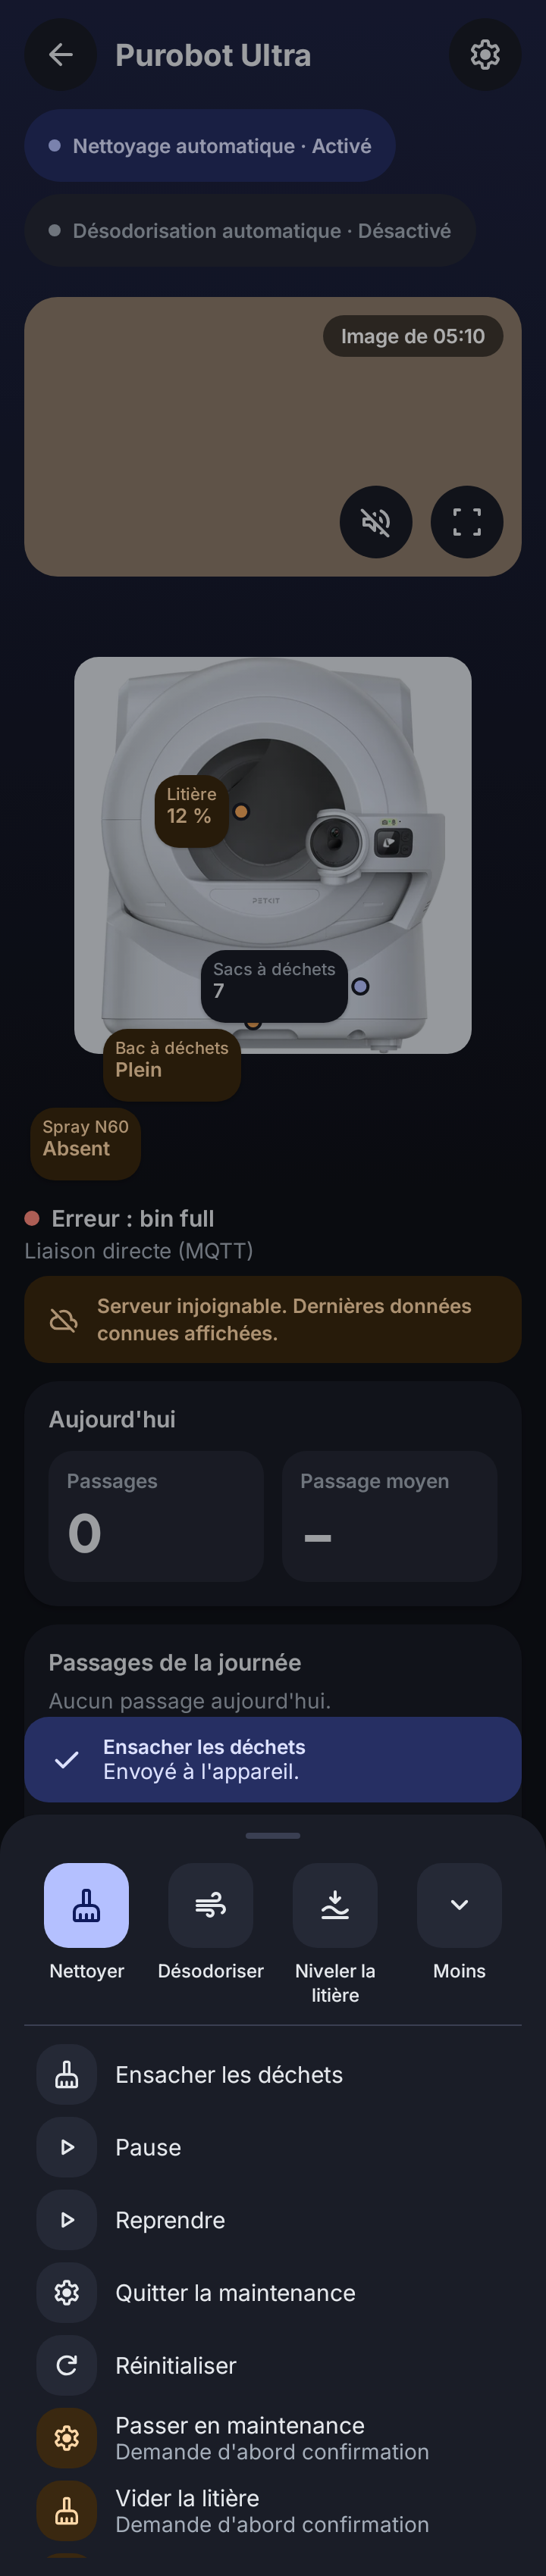 Purobot Ultra
Nettoyage automatique · Activé
Désodorisation automatique · Désactivé
Image de 05:10
Litière
12 %
PETKIT
Sacs à déchets
7
Bac à déchets
Plein
Spray N60
Absent
Erreur : bin full
Liaison directe (MQTT)
Serveur injoignable. Dernières données
connues affichées.
Aujourd'hui
Passages
Passage moyen
0
–
Passages de la journée
Aucun passage aujourd'hui.
Ensacher les déchets
Envoyé à l'appareil.
Nettoyer
Désodoriser
Niveler la
litière
Moins
Ensacher les déchets
Pause
Reprendre
Quitter la maintenance
Réinitialiser
Passer en maintenance
Demande d'abord confirmation
Vider la litière
Demande d'abord confirmation